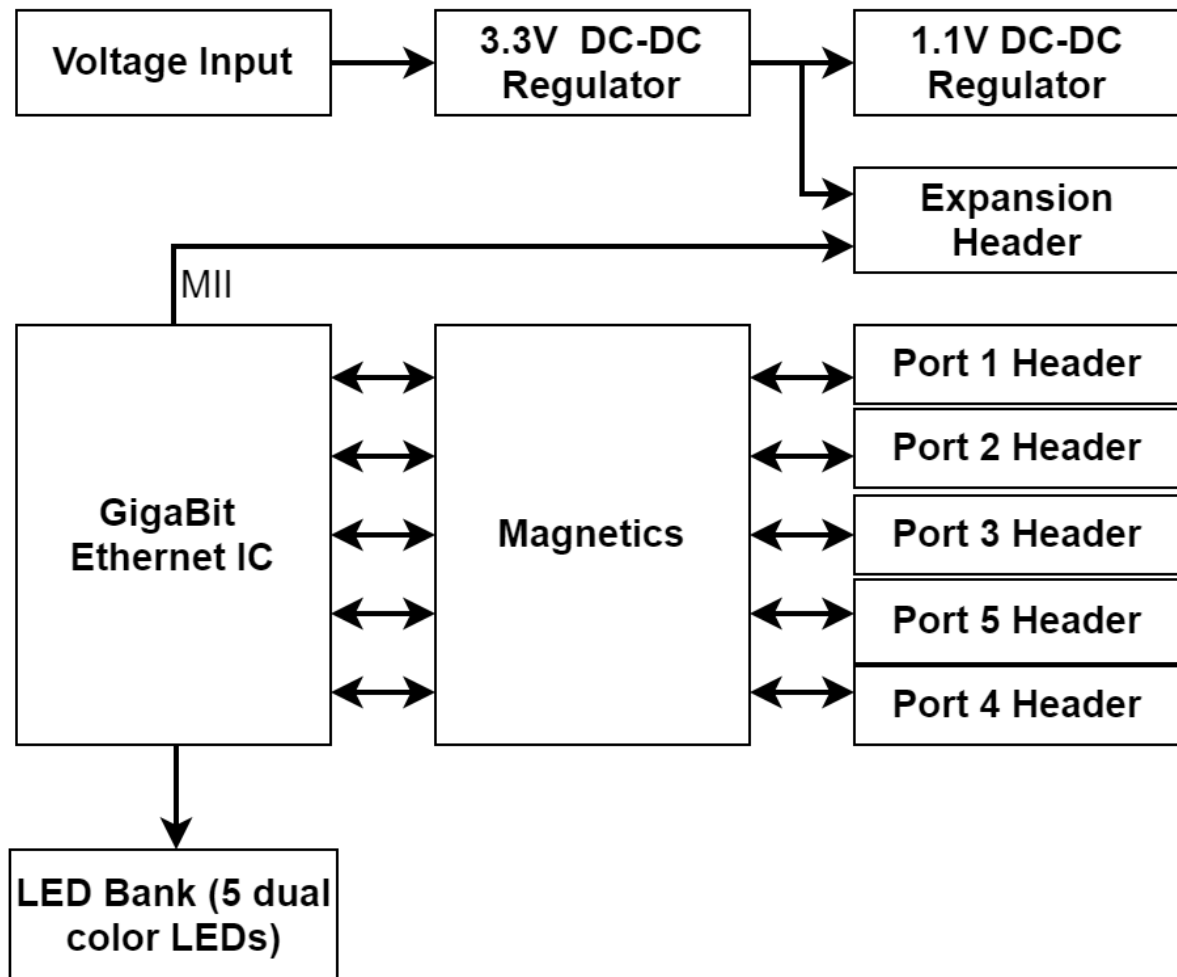 Voltage Input
3.3V  DC-DC
Regulator
1.1V DC-DC
Regulator
Expansion
Header
MII
GigaBit
Ethernet IC
Magnetics
Port 1 Header
Port 2 Header
Port 3 Header
Port 5 Header
Port 4 Header
LED Bank (5 dual
color LEDs)